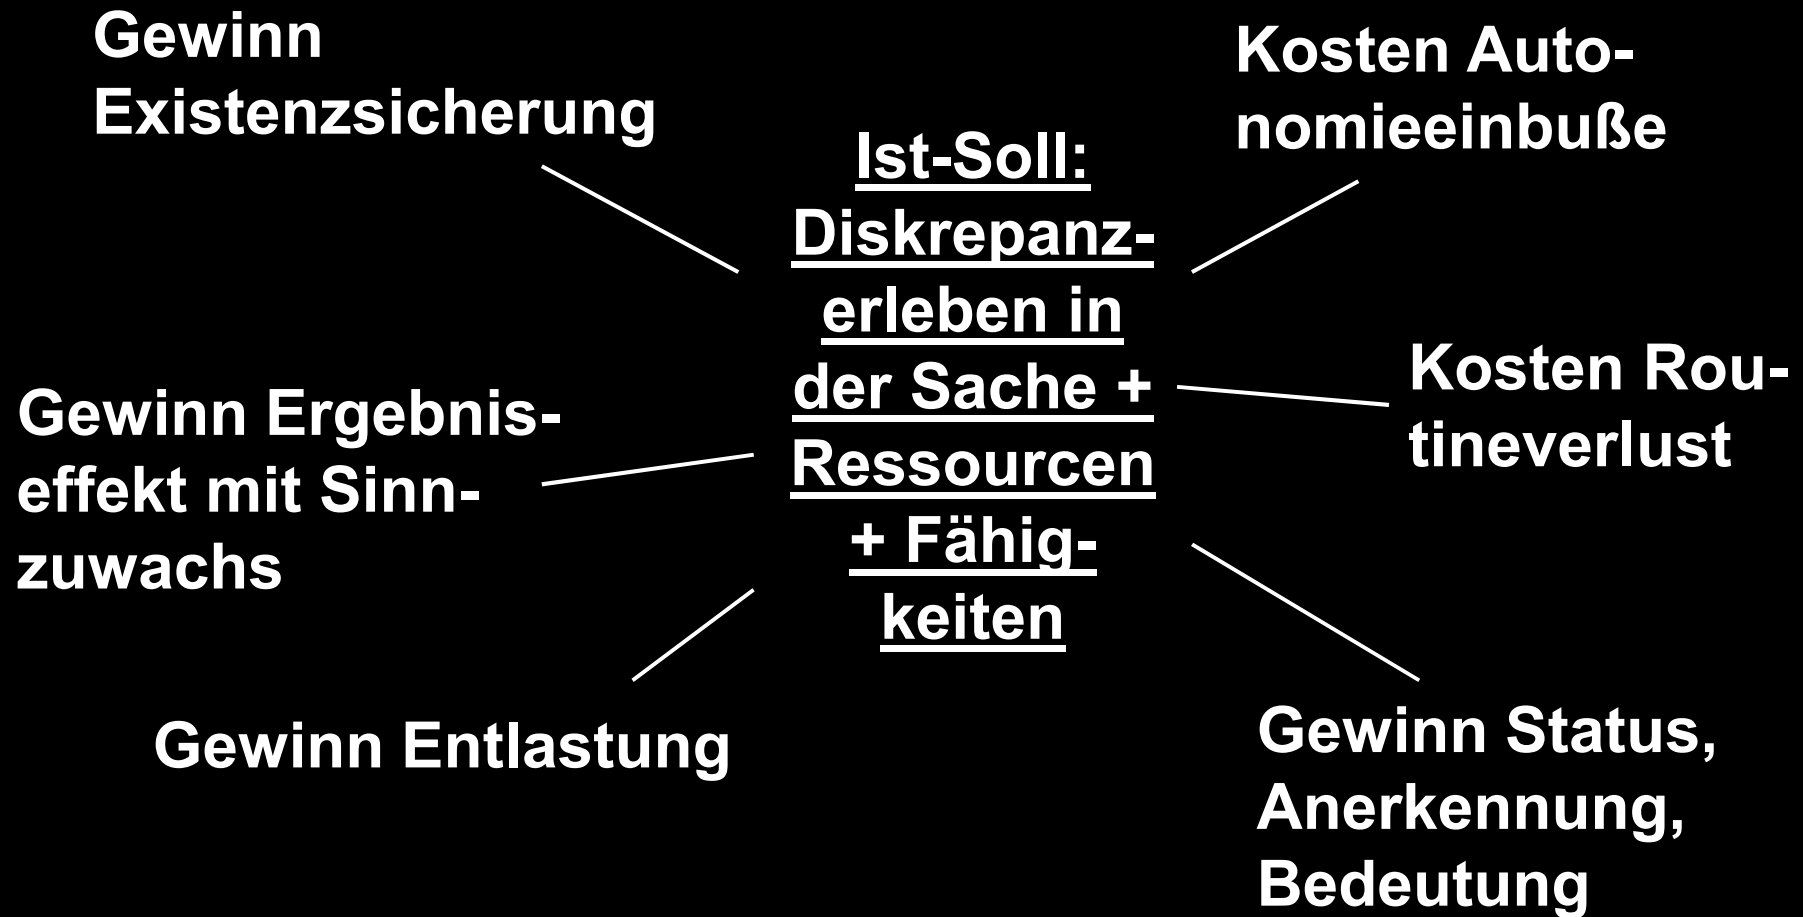 Gewinn
Existenzsicherung
Kosten Auto-
nomieeinbuße
Ist-Soll:
Diskrepanz-
erleben in
der Sache +
Ressourcen
+ Fähig-
keiten
Gewinn Ergebnis-
effekt mit Sinn-
zuwachs
Kosten Rou-
tineverlust
Gewinn Entlastung
Gewinn Status,
Anerkennung,
Bedeutung